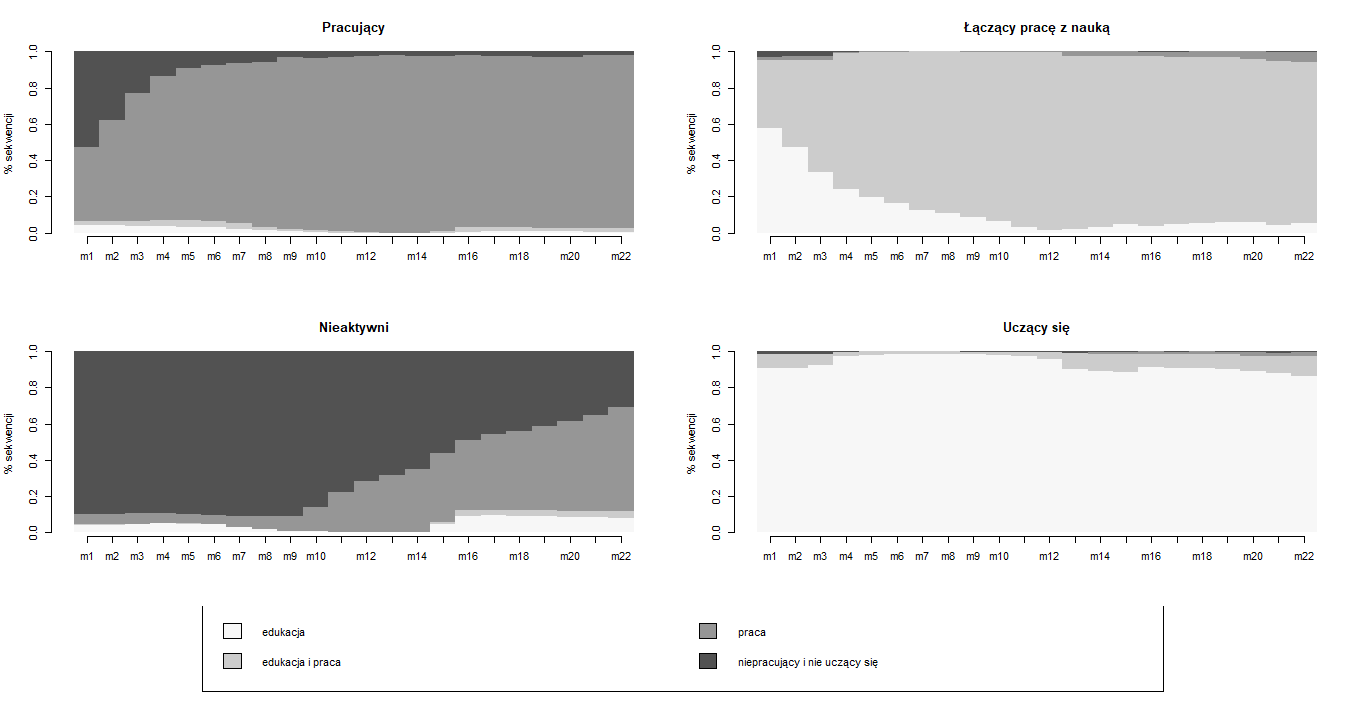 Pracujący
% sekwencji
1.0
0.8
0.6
0.4
0.2
0.0
m1 m2 m3 m4 m5 m6 m7 m8 m9 m10 m12 m14 m16 m18 m20 m22
Łączący pracę z nauką
% sekwencji
1.0
0.8
0.6
0.4
0.2
0.0
m1 m2 m3 m4 m5 m6 m7 m8 m9 m10 m12 m14 m16 m18 m20 m22
Nieaktywni
% sekwencji
1.0
0.8
0.6
0.4
0.2
0.0
m1 m2 m3 m4 m5 m6 m7 m8 m9 m10 m12 m14 m16 m18 m20 m22
Uczący się
% sekwencji
1.0
0.8
0.6
0.4
0.2
0.0
m1 m2 m3 m4 m5 m6 m7 m8 m9 m10 m12 m14 m16 m18 m20 m22
edukacja
edukacja i praca
praca
niepracujący i nie uczący się